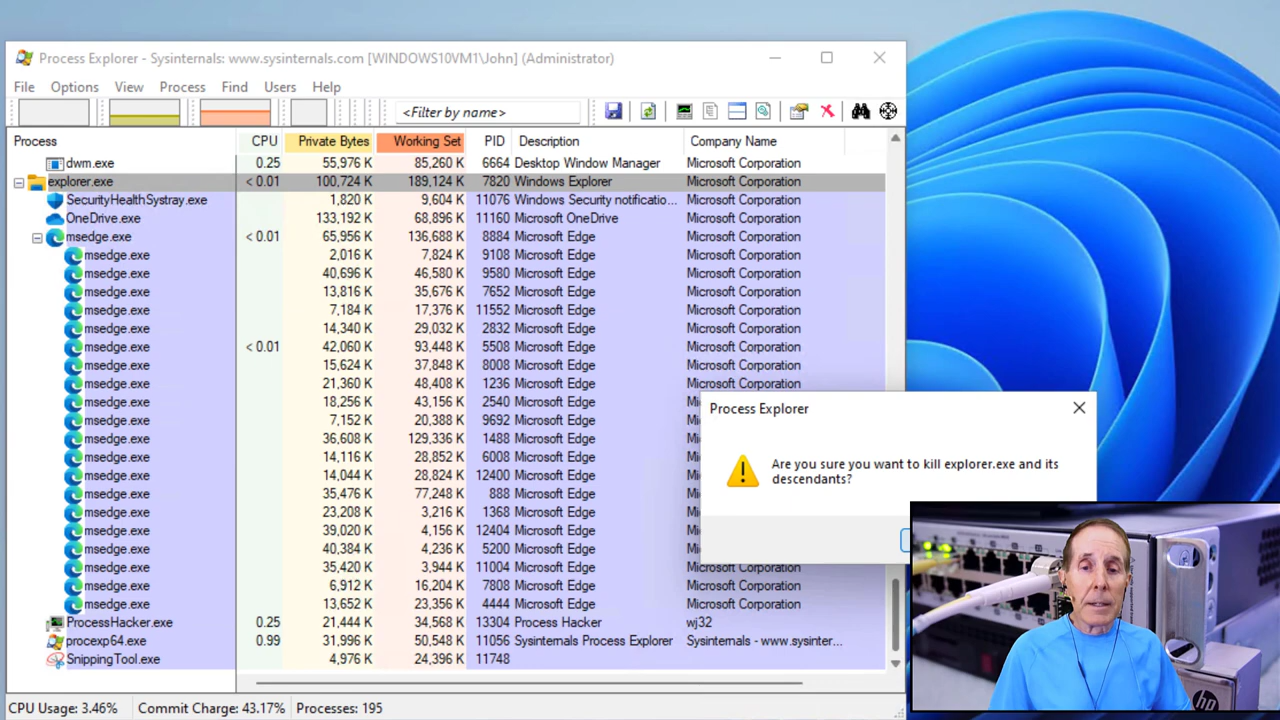 Process Explorer - Sysinternals: www.sysinternals.com [WINDOWS10VM1\John] (Administrator)
File Options View Process Find Users Help
<Filter by name>
Process CPU Private Bytes Working Set PID Description Company Name
dwm.exe 0.25 55,976 K 85,260 K 6664 Desktop Window Manager Microsoft Corporation
explorer.exe < 0.01 100,724 K 189,124 K 7820 Windows Explorer Microsoft Corporation
SecurityHealthSystray.exe 1,820 K 9,604 K 11076 Windows Security notificatio... Microsoft Corporation
OneDrive.exe 133,192 K 68,896 K 11160 Microsoft OneDrive Microsoft Corporation
msedge.exe < 0.01 65,956 K 136,688 K 8884 Microsoft Edge Microsoft Corporation
msedge.exe 2,016 K 7,824 K 9108 Microsoft Edge Microsoft Corporation
msedge.exe 40,696 K 46,580 K 9580 Microsoft Edge Microsoft Corporation
msedge.exe 13,816 K 35,676 K 7652 Microsoft Edge Microsoft Corporation
msedge.exe 7,184 K 17,376 K 11552 Microsoft Edge Microsoft Corporation
msedge.exe 14,340 K 29,032 K 2832 Microsoft Edge Microsoft Corporation
msedge.exe < 0.01 42,060 K 93,448 K 5508 Microsoft Edge Microsoft Corporation
msedge.exe 15,624 K 37,848 K 8008 Microsoft Edge Microsoft Corporation
msedge.exe 21,360 K 48,408 K 1236 Microsoft Edge Microsoft Corporation
msedge.exe 18,256 K 43,156 K 2540 Microsoft Edge
msedge.exe 7,152 K 20,388 K 9008 Microsoft Edge
msedge.exe 36,608 K 129,336 K 1488 Microsoft Edge
msedge.exe 14,116 K 28,852 K 6008 Microsoft Edge
msedge.exe 14,044 K 28,824 K 12400 Microsoft Edge
msedge.exe 35,476 K 77,248 K 888 Microsoft Edge
msedge.exe 23,208 K 3,216 K 1368 Microsoft Edge
msedge.exe 39,020 K 4,156 K 12404 Microsoft Edge
msedge.exe 40,384 K 4,236 K 5200 Microsoft Edge
msedge.exe 35,420 K 3,944 K 11004 Microsoft Edge Microsoft Corporation
msedge.exe 6,912 K 16,204 K 7808 Microsoft Edge Microsoft Corporation
msedge.exe 13,652 K 23,356 K 4444 Microsoft Edge Microsoft Corporation
ProcessHacker.exe 0.25 21,444 K 34,568 K 13304 Process Hacker wj32
procexp64.exe 0.99 31,996 K 50,548 K 11056 Sysinternals Process Explorer Sysinternals - www.sysinter...
SnippingTool.exe 4,976 K 24,396 K 11748
Process Explorer
Are you sure you want to kill explorer.exe and its
descendants?
CPU Usage: 3.46% Commit Charge: 43.17% Processes: 195
hp